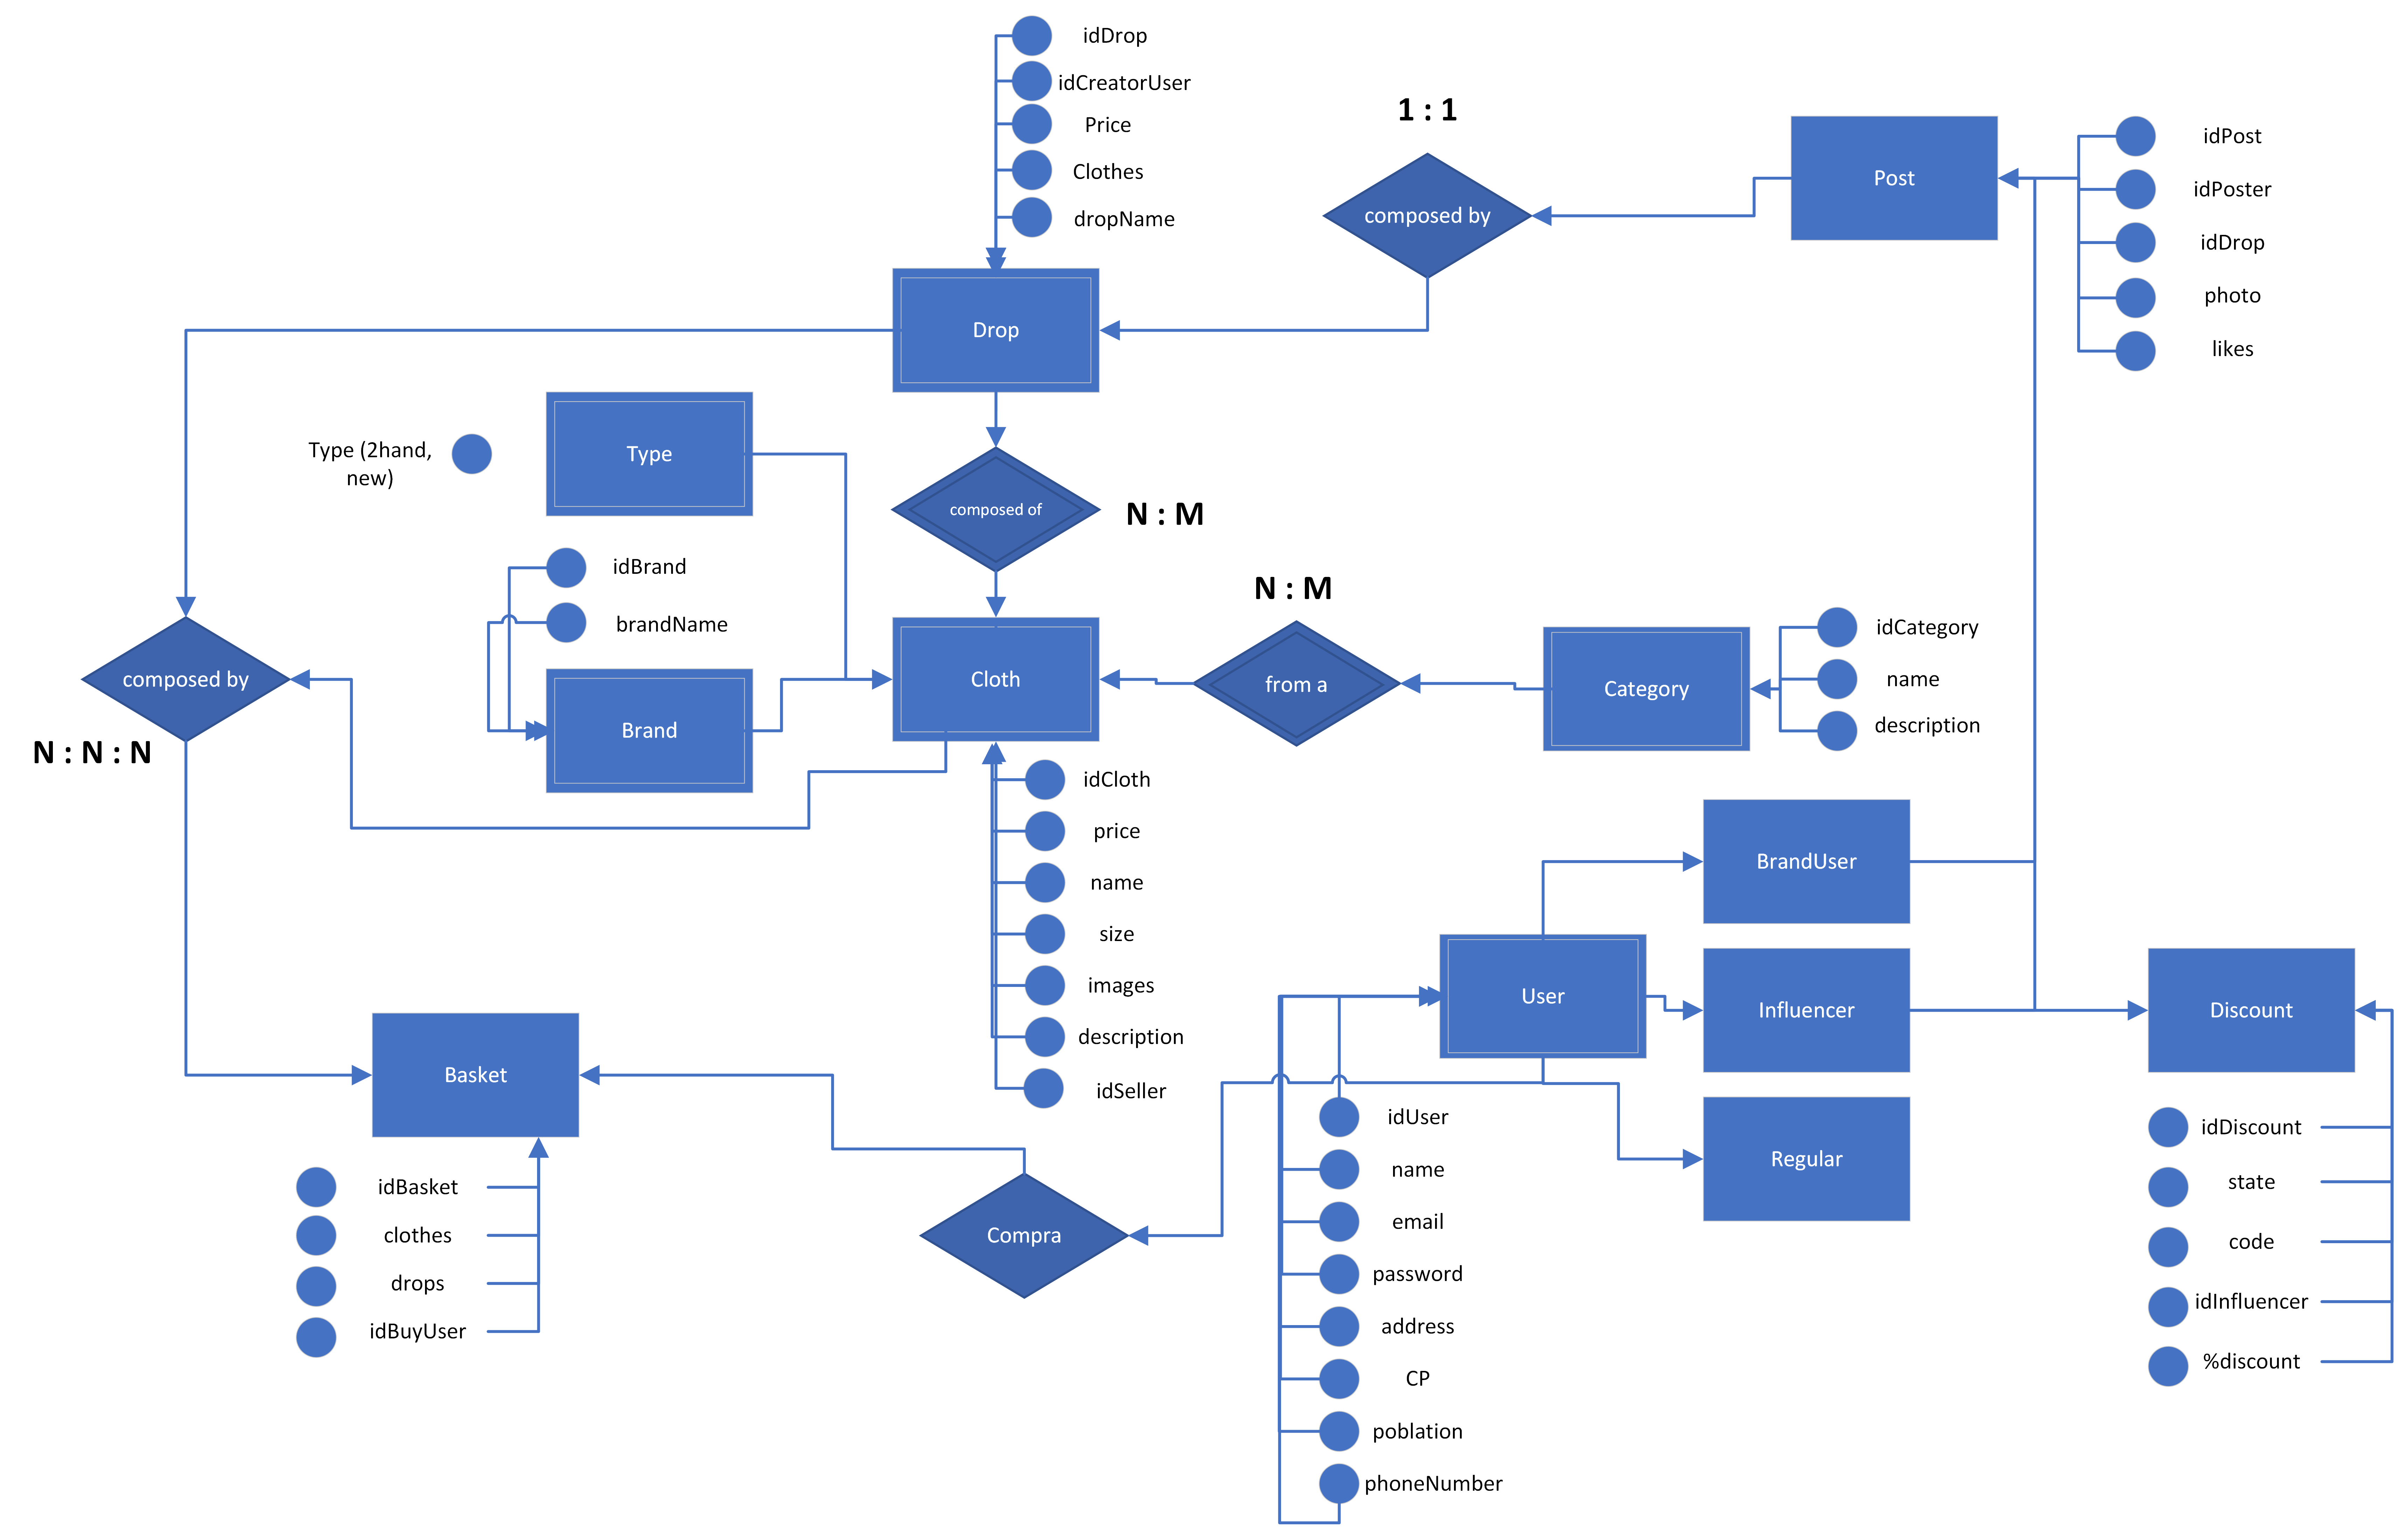 idDrop
idCreatorUser
Price
Clothes
dropName
Drop
1 : 1
composed by
Post
idPost
idPoster
idDrop
photo
likes
Type (2hand,
new)
Type
composed of
N : M
idBrand
brandName
Brand
composed by
N : N : N
Cloth
N : M
from a
Category
idCategory
name
description
idCloth
price
name
size
images
description
idSeller
BrandUser
User
Influencer
Regular
Discount
idDiscount
state
code
idInfluencer
%discount
Basket
idBasket
clothes
drops
idBuyUser
Compra
idUser
name
email
password
address
CP
poblation
phoneNumber